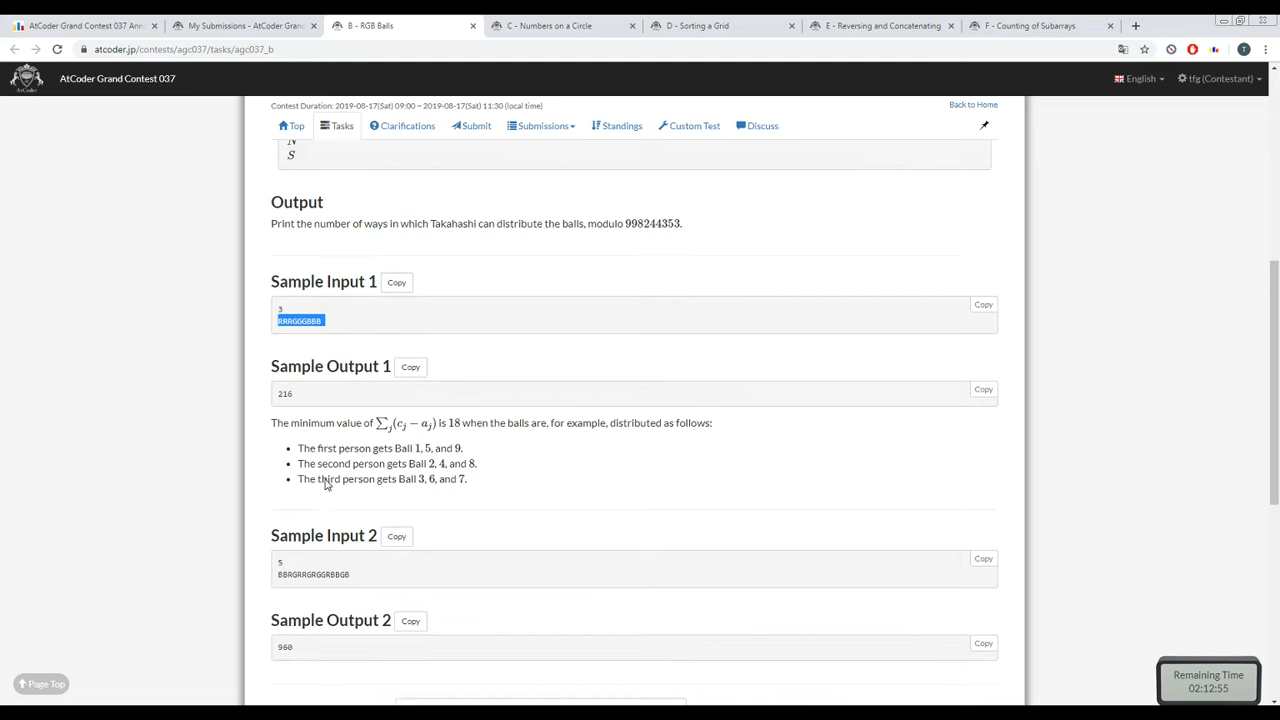 AtCoder Grand Contest 037 Ann
My Submissions - AtCoder Gran
B - RGB Balls
C - Numbers on a Circle
D - Sorting a Grid
E - Reversing and Concatenating
F - Counting of Subarrays
atcoder.jp/contests/agc037/tasks/agc037_b
AtCoder Grand Contest 037
English
tfg (Contestant)
Contest Duration: 2019-08-17(Sat) 09:00 ~ 2019-08-17(Sat) 11:30 (local time)
Back to Home
Top
Tasks
Clarifications
Submit
Submissions
Standings
Custom Test
Discuss
N
S
Output
Print the number of ways in which Takahashi can distribute the balls, modulo 998244353.
Sample Input 1
Copy
Copy
3
RRRGGGBBB
Sample Output 1
Copy
Copy
216
The minimum value of ∑j(cj − aj) is 18 when the balls are, for example, distributed as follows:
• The first person gets Ball 1, 5, and 9.
• The second person gets Ball 2, 4, and 8.
• The third person gets Ball 3, 6, and 7.
Sample Input 2
Copy
Copy
5
BBRGRRGRGGRBBGB
Sample Output 2
Copy
Copy
960
Page Top
Remaining Time
02:12:55